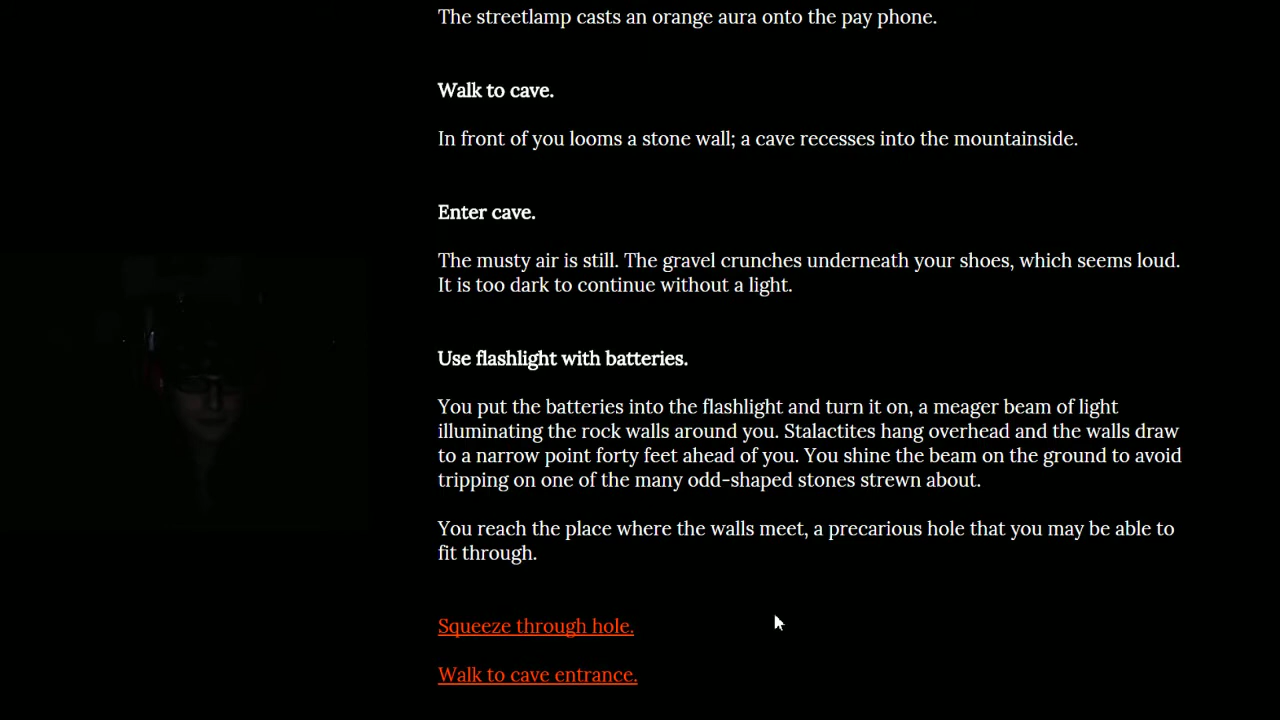 The streetlamp casts an orange aura onto the pay phone.
Walk to cave.
In front of you looms a stone wall; a cave recesses into the mountainside.
Enter cave.
The musty air is still. The gravel crunches underneath your shoes, which seems loud.
It is too dark to continue without a light.
Use flashlight with batteries.
You put the batteries into the flashlight and turn it on, a meager beam of light
illuminating the rock walls around you. Stalactites hang overhead and the walls draw
to a narrow point forty feet ahead of you. You shine the beam on the ground to avoid
tripping on one of the many odd-shaped stones strewn about.
You reach the place where the walls meet, a precarious hole that you may be able to
fit through.
Squeeze through hole.
Walk to cave entrance.